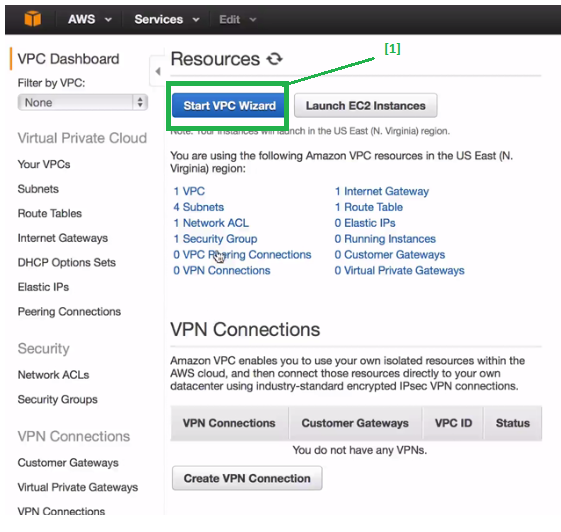 AWS Services Edit
VPC Dashboard
Filter by VPC:
None
Virtual Private Cloud
Your VPCs
Subnets
Route Tables
Internet Gateways
DHCP Options Sets
Elastic IPs
Peering Connections
Security
Network ACLs
Security Groups
VPN Connections
Customer Gateways
Virtual Private Gateways
VPN Connections
Resources
[1]
Start VPC Wizard
Launch EC2 Instances
Note: Your instances will launch in the US East (N. Virginia) region.
You are using the following Amazon VPC resources in the US East (N.
Virginia) region:
1 VPC
4 Subnets
1 Network ACL
1 Security Group
0 VPC Peering Connections
0 VPN Connections
1 Internet Gateway
1 Route Table
0 Elastic IPs
0 Running Instances
0 Customer Gateways
0 Virtual Private Gateways
VPN Connections
Amazon VPC enables you to use your own isolated resources within the
AWS cloud, and then connect those resources directly to your own
datacenter using industry-standard encrypted IPsec VPN connections.
VPN Connections Customer Gateways VPC ID Status
You do not have any VPNs.
Create VPN Connection